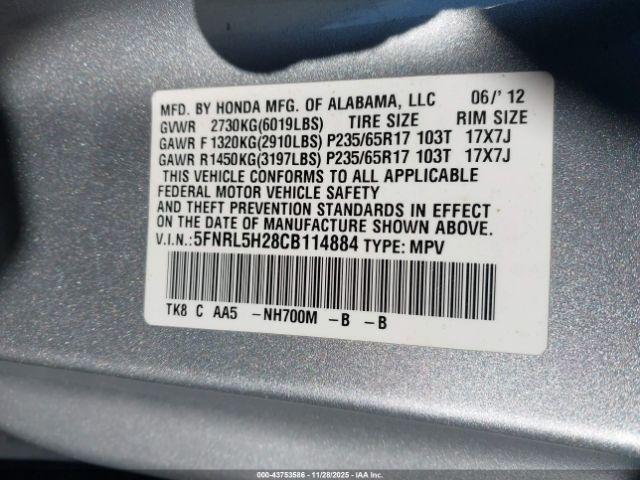 MFD. BY HONDA MFG. OF ALABAMA, LLC 06/' 12
GVWR 2730KG(6019LBS) TIRE SIZE RIM SIZE
GAWR F 1320KG(2910LBS) P235/65R17 103T 17X7J
GAWR R1450KG(3197LBS) P235/65R17 103T 17X7J
THIS VEHICLE CONFORMS TO ALL APPLICABLE
FEDERAL MOTOR VEHICLE SAFETY
AND THEFT PREVENTION STANDARDS IN EFFECT
ON THE DATE OF MANUFACTURE SHOWN ABOVE.
V.I.N.:5FNRL5H28CB114884 TYPE: MPV
TK8 C AA5 -NH700M -B -B
000-43753586 | 11/28/2025 | IAA Inc.